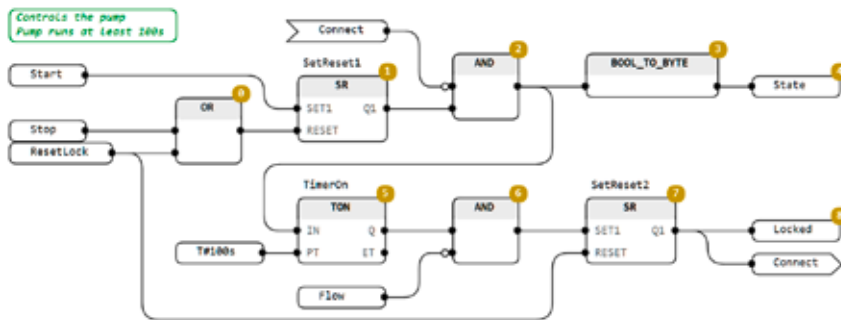 Controls the pump
Pump runs at least 100s
Connect
2
AND
3
BOOL_TO_BYTE
4
State
SetReset1
1
SR
SET1 Q1
RESET
Start
0
OR
Stop
ResetLock
TimerOn
5
TON
IN Q
PT ET
T#100s
6
AND
Flow
SetReset2
7
SR
SET1 Q1
RESET
8
Locked
Connect